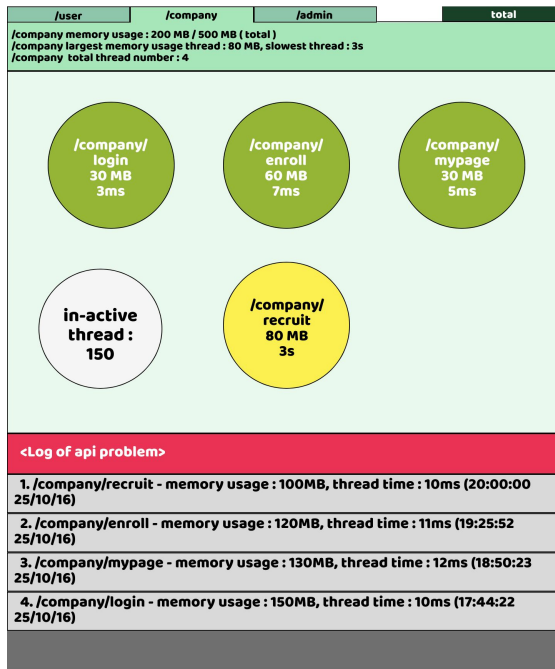 /user
/company
/admin
total
/company memory usage : 200 MB / 500 MB ( total )
/company largest memory usage thread : 80 MB, slowest thread : 3s
/company total thread number : 4
/company/
login
30 MB
3ms
/company/
enroll
60 MB
7ms
/company/
mypage
30 MB
5ms
in-active
thread :
150
/company/
recruit
80 MB
3s
<Log of api problem>
1. /company/recruit - memory usage : 100MB, thread time : 10ms (20:00:00
25/10/16)
2. /company/enroll - memory usage : 120MB, thread time : 11ms (19:25:52
25/10/16)
3. /company/mypage - memory usage : 130MB, thread time : 12ms (18:50:23
25/10/16)
4. /company/login - memory usage : 150MB, thread time : 10ms (17:44:22
25/10/16)